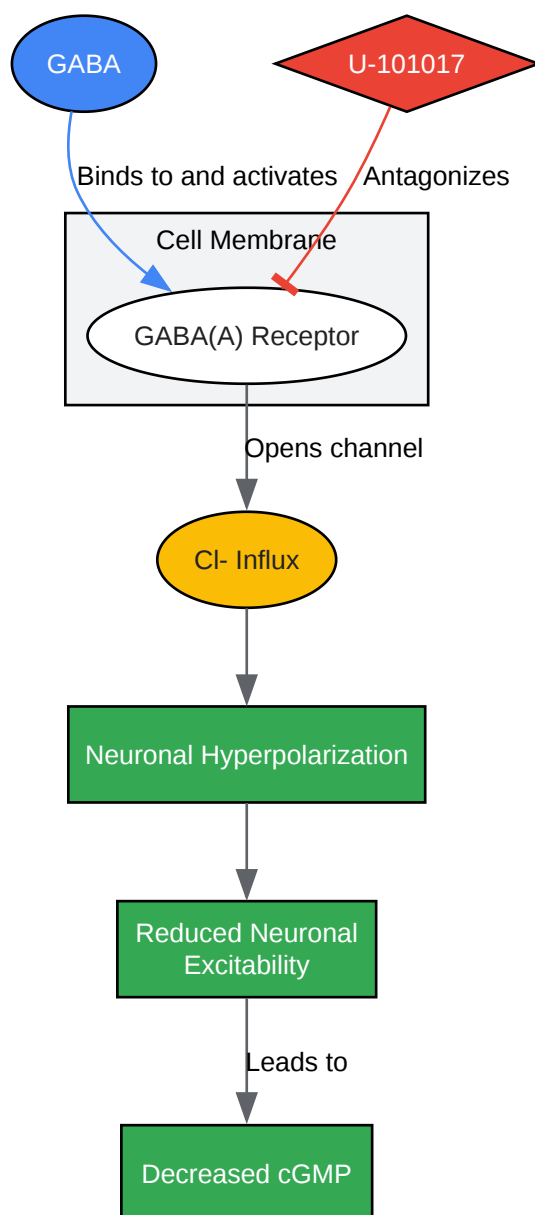 GABA
U-101017
Binds to and activates
Antagonizes
Cell Membrane
GABA(A) Receptor
Opens channel
Cl- Influx
Neuronal Hyperpolarization
Reduced Neuronal
Excitability
Leads to
Decreased cGMP